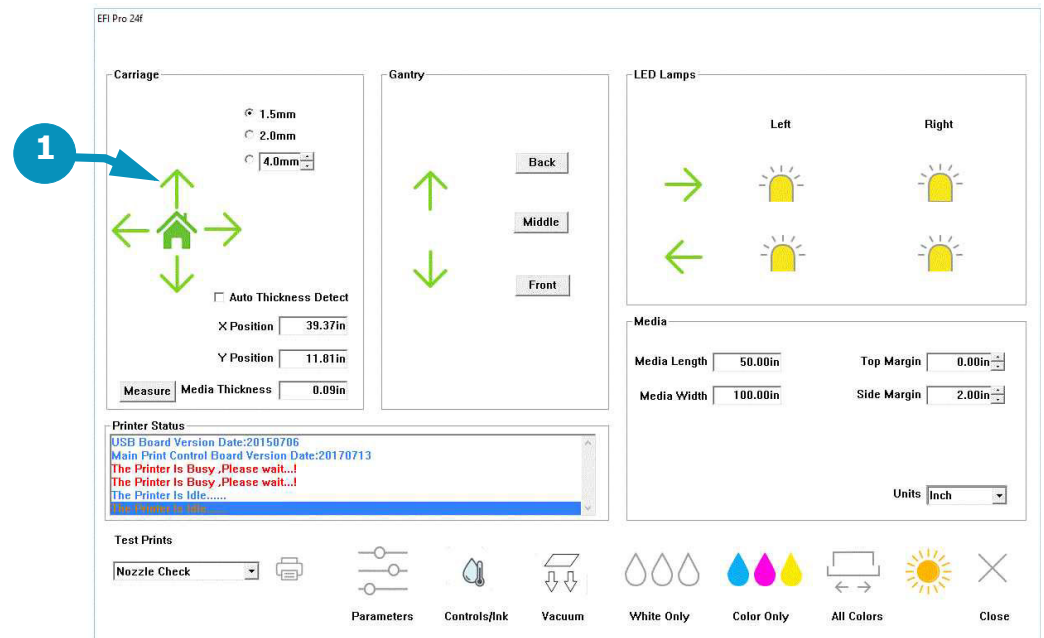 EFI Pro 24f
Carriage
Gantry
LED Lamps
1
1.5mm
2.0mm
4.0mm
Left
Right
Back
Middle
Front
Auto Thickness Detect
X Position 39.37in
Y Position 11.81in
Measure Media Thickness 0.09in
Media
Media Length 50.00in
Top Margin 0.00in
Media Width 100.00in
Side Margin 2.00in
Units Inch
Printer Status
USB Board Version Date:20150706
Main Print Control Board Version Date:20170713
The Printer Is Busy ,Please wait...!
The Printer Is Busy ,Please wait...!
The Printer Is Idle......
The Printer Is Idle......
Test Prints
Nozzle Check
Parameters
Controls/Ink
Vacuum
White Only
Color Only
All Colors
Close